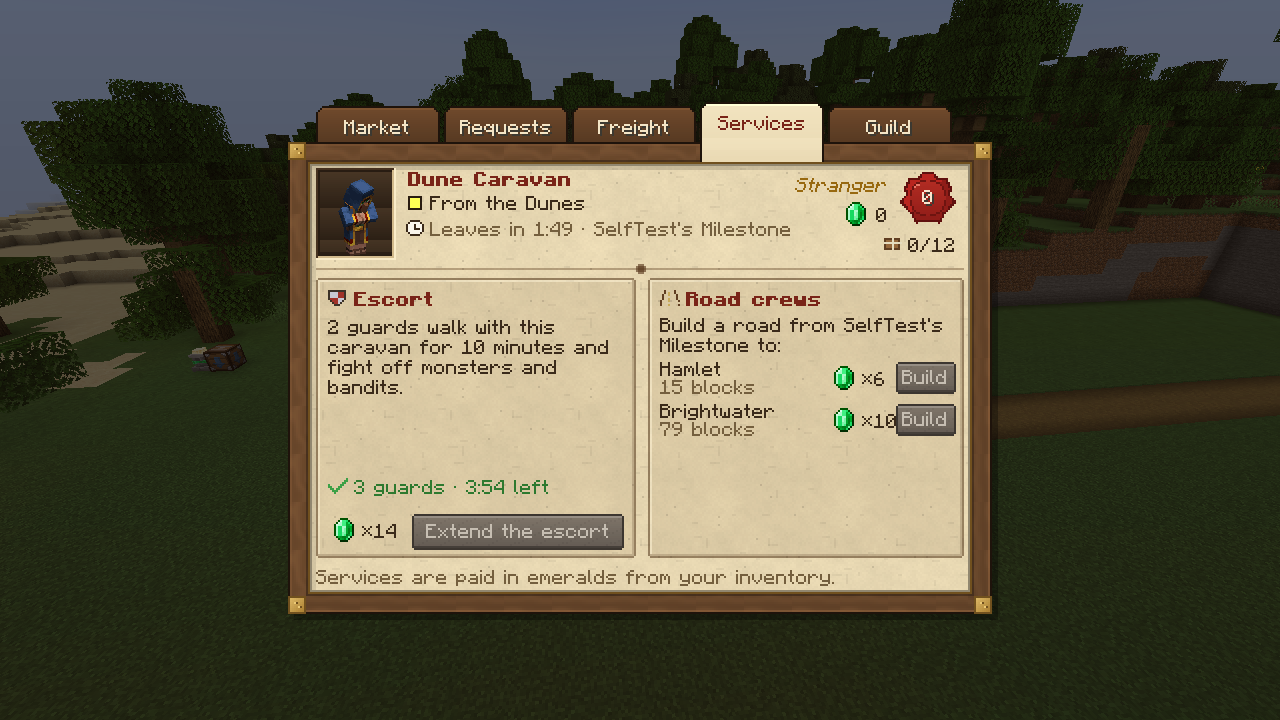 Market
Requests
Freight
Services
Guild
Dune Caravan
From the Dunes
Leaves in 1:49 · SelfTest's Milestone
Stranger
0
0
0/12
Escort
2 guards walk with this
caravan for 10 minutes and
fight off monsters and
bandits.
3 guards · 3:54 left
×14
Extend the escort
Road crews
Build a road from SelfTest's
Milestone to:
Hamlet
15 blocks
×6
Build
Brightwater
79 blocks
×10
Build
Services are paid in emeralds from your inventory.